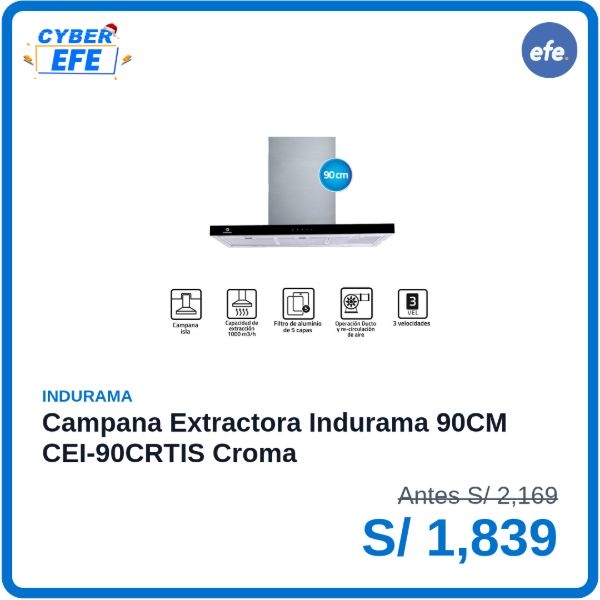 CYBER
EFE
efe.
90cm
Campana
isla
Capacidad de
extracción
1000 m3/h
Filtro de aluminio
de 5 capas
Operación Ducto
y re-circulación
de aire
3
VEL
3 velocidades
INDURAMA
Campana Extractora Indurama 90CM
CEI-90CRTIS Croma
Antes S/ 2,169
S/ 1,839